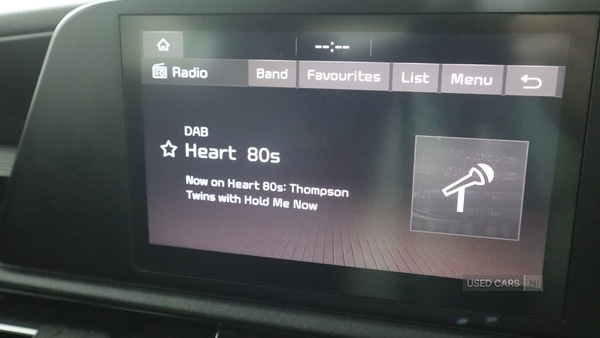 --:--
Radio
Band
Favourites
List
Menu
DAB
Heart 80s
Now on Heart 80s: Thompson
Twins with Hold Me Now
USED CARS NI